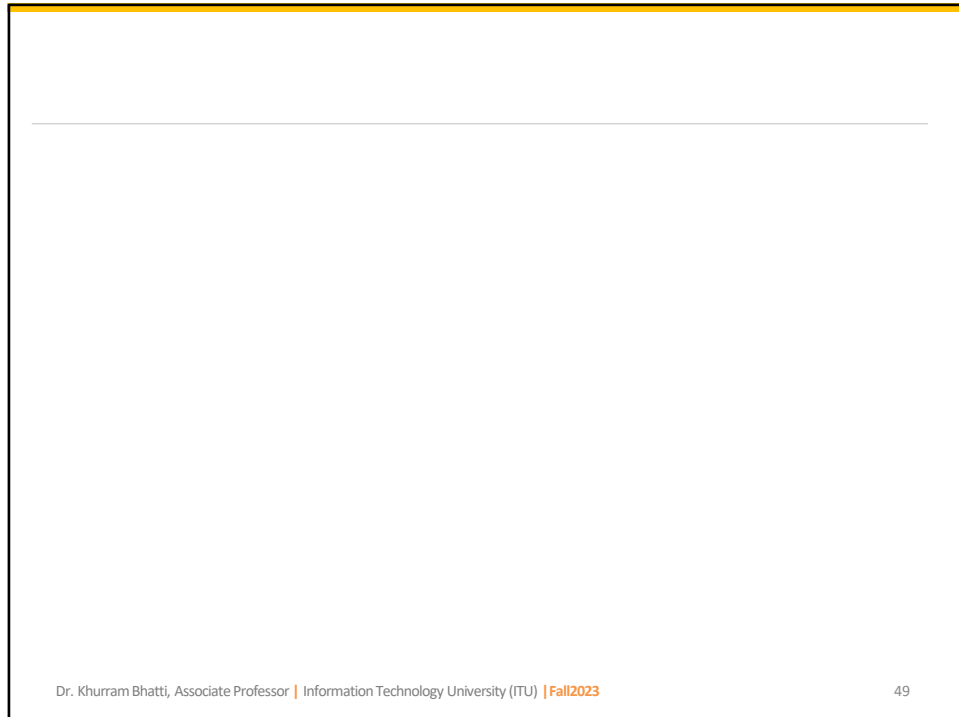 Dr. Khurram Bhatti, Associate Professor | Information Technology University (ITU) |Fall2023 49